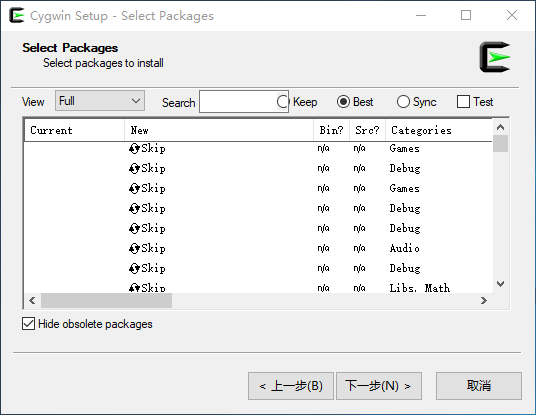 Cygwin Setup - Select Packages
Select Packages
Select packages to install
View Full Search Keep Best Sync Test
Current New Bin? Src? Categories
Skip n/a n/a Games
Skip n/a n/a Debug
Skip n/a n/a Games
Skip n/a n/a Debug
Skip n/a n/a Debug
Skip n/a n/a Audio
Skip n/a n/a Debug
Skip n/a n/a Libs, Math
Hide obsolete packages
< 上一步(B) 下一步(N) > 取消